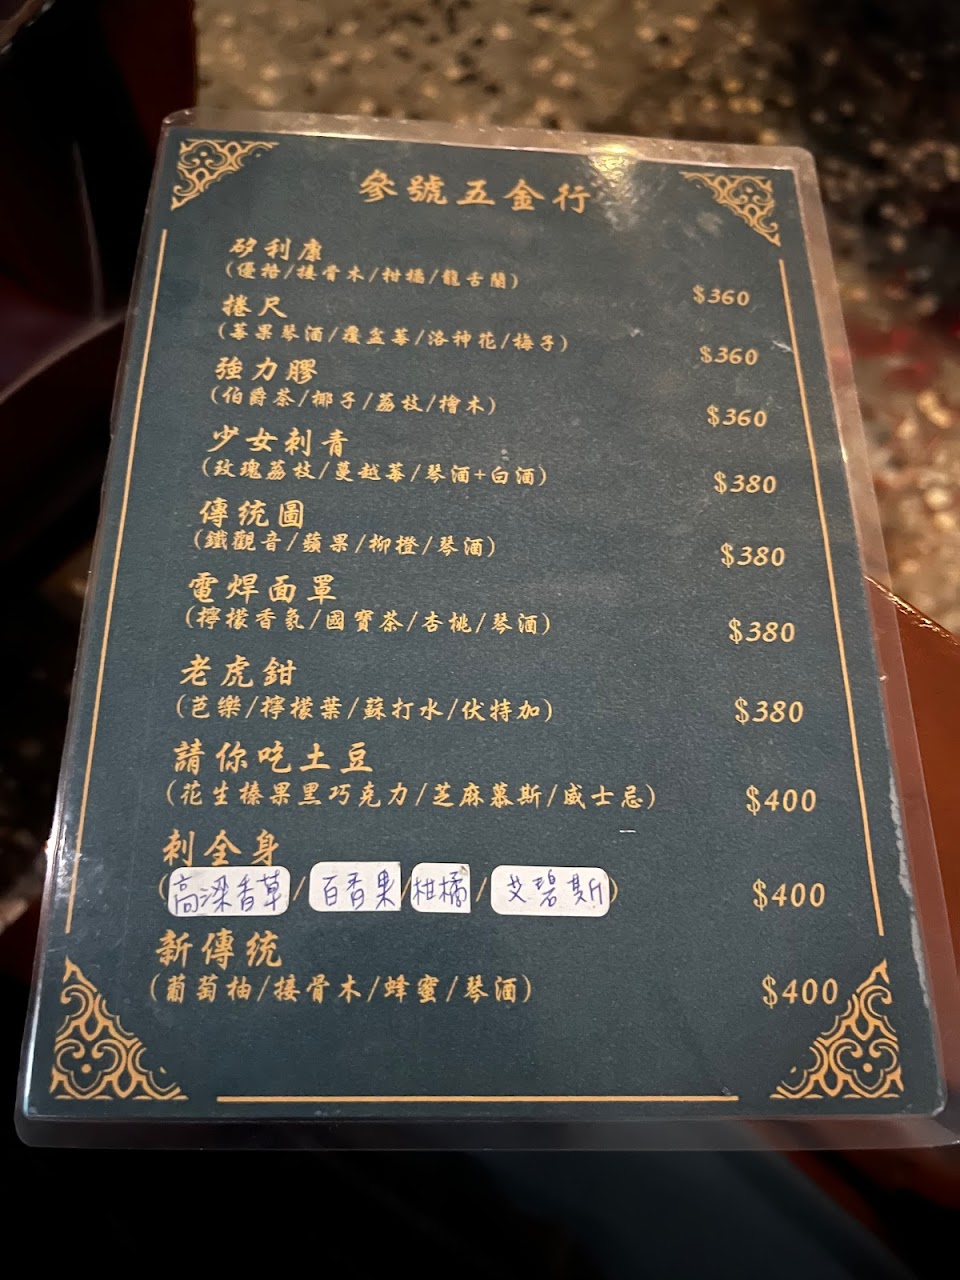 參號五金行
矽利康
(優格/接骨木/柑橘/龍舌蘭)
$360
捲尺
(莓果琴酒/覆盆莓/洛神花/梅子)
$360
強力膠
(伯爵茶/椰子/荔枝/檜木)
$360
少女刺青
(玫瑰荔枝/蔓越莓/琴酒+白酒)
$380
傳統圖
(鐵觀音/蘋果/柳橙/琴酒)
$380
電焊面罩
(檸檬香氛/國寶茶/杏桃/琴酒)
$380
老虎鉗
(芭樂/檸檬葉/蘇打水/伏特加)
$380
請你吃土豆
(花生榛果黑巧克力/芝麻慕斯/威士忌)
$400
刺全身
(高粱香草/百香果/柑橘/艾碧斯)
$400
新傳統
(葡萄柚/接骨木/蜂蜜/琴酒)
$400